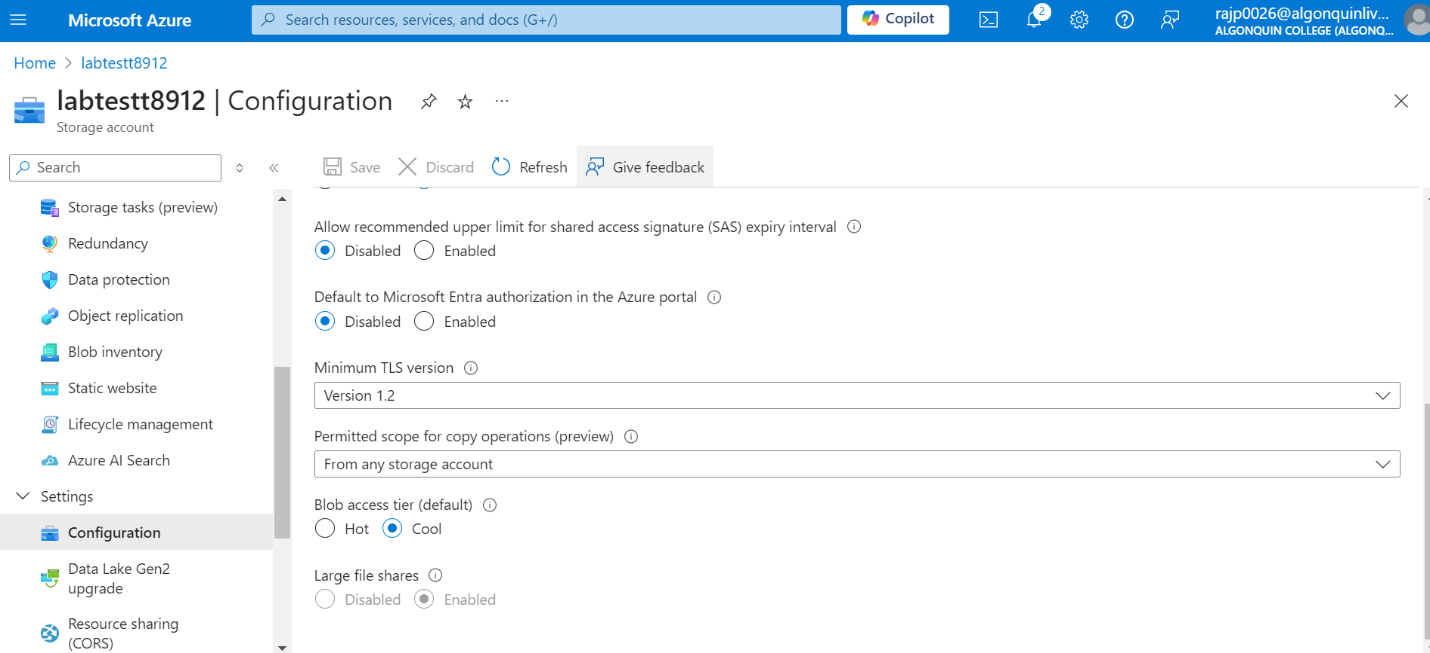 Microsoft Azure
Search resources, services, and docs (G+/)
Copilot
2
rajp0026@algonquinliv...
ALGONQUIN COLLEGE (ALGONQ...
Home > labtestt8912
labtestt8912 | Configuration
Storage account
Search
Save
Discard
Refresh
Give feedback
Storage tasks (preview)
Redundancy
Data protection
Object replication
Blob inventory
Static website
Lifecycle management
Azure AI Search
Settings
Configuration
Data Lake Gen2
upgrade
Resource sharing
(CORS)
Allow recommended upper limit for shared access signature (SAS) expiry interval
Disabled Enabled
Default to Microsoft Entra authorization in the Azure portal
Disabled Enabled
Minimum TLS version
Version 1.2
Permitted scope for copy operations (preview)
From any storage account
Blob access tier (default)
Hot Cool
Large file shares
Disabled Enabled